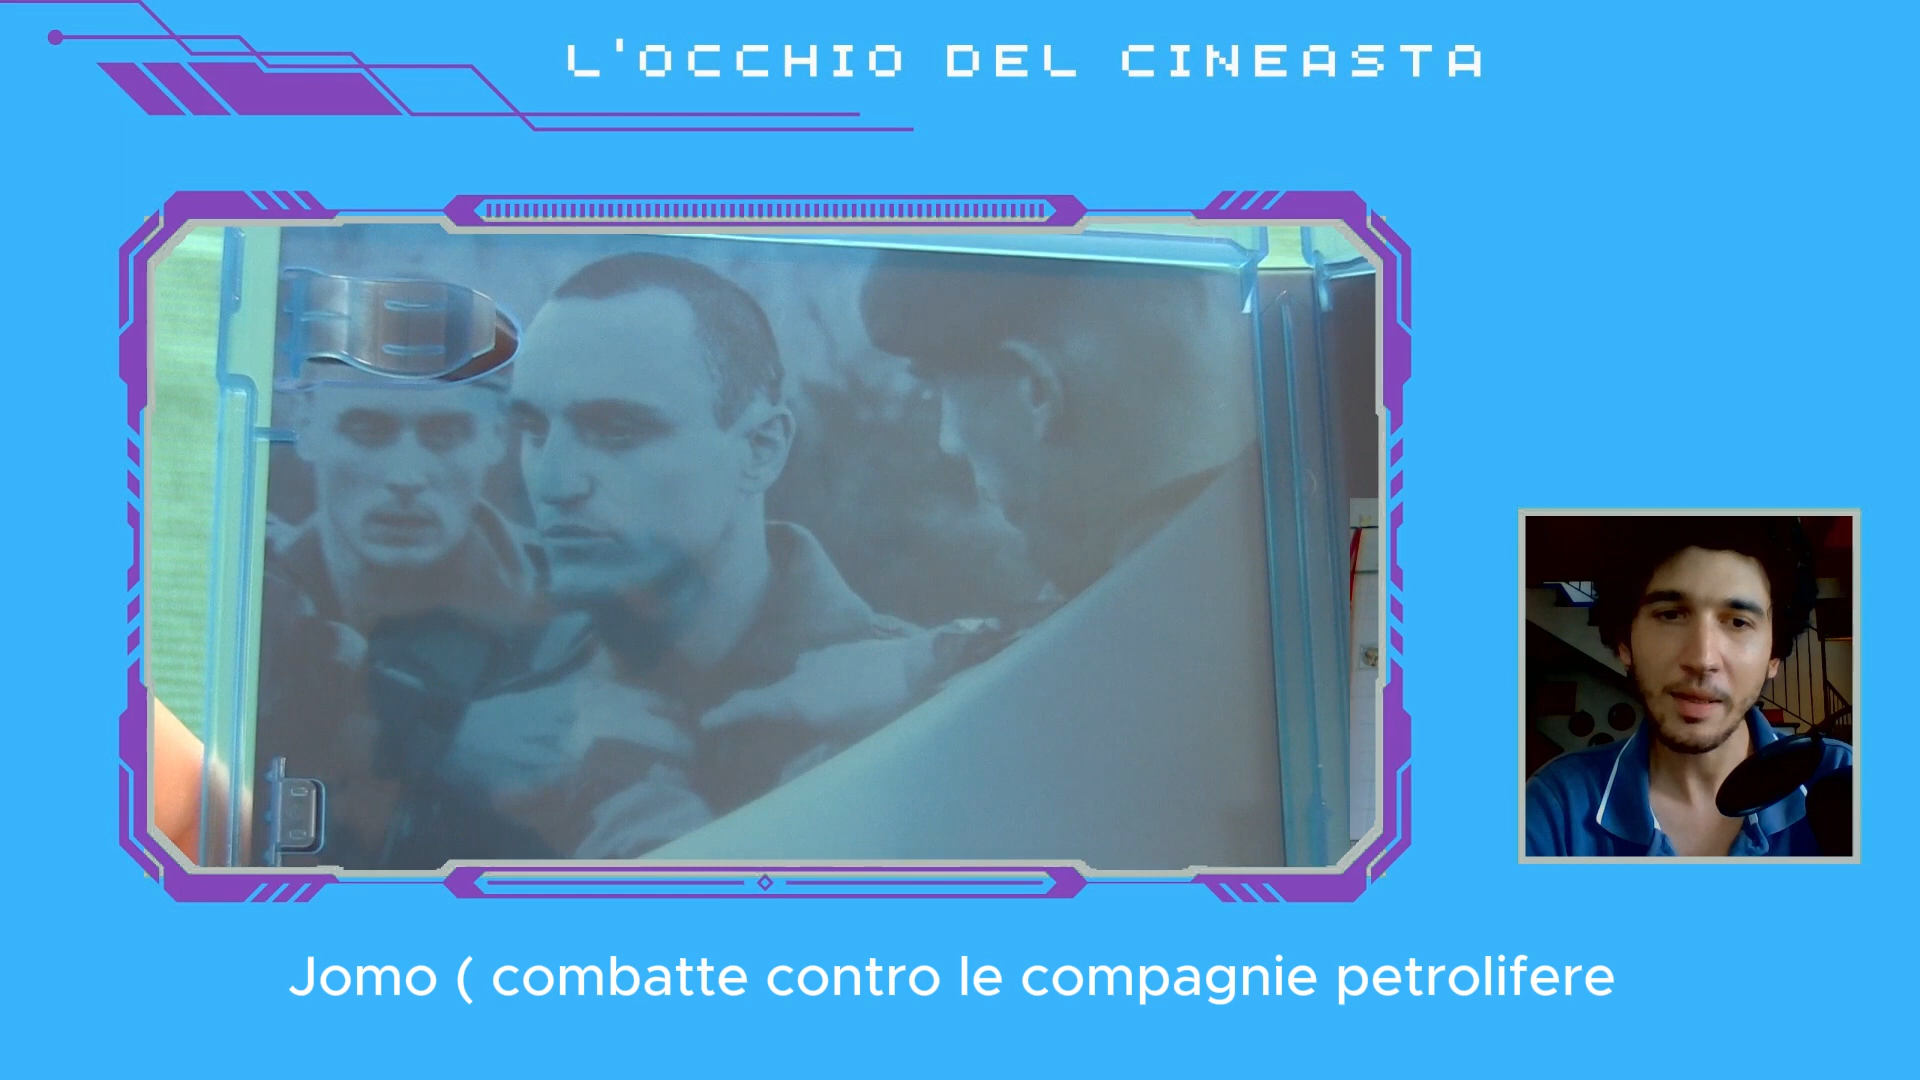 L'OCCHIO DEL CINEASTA
Jomo ( combatte contro le compagnie petrolifere